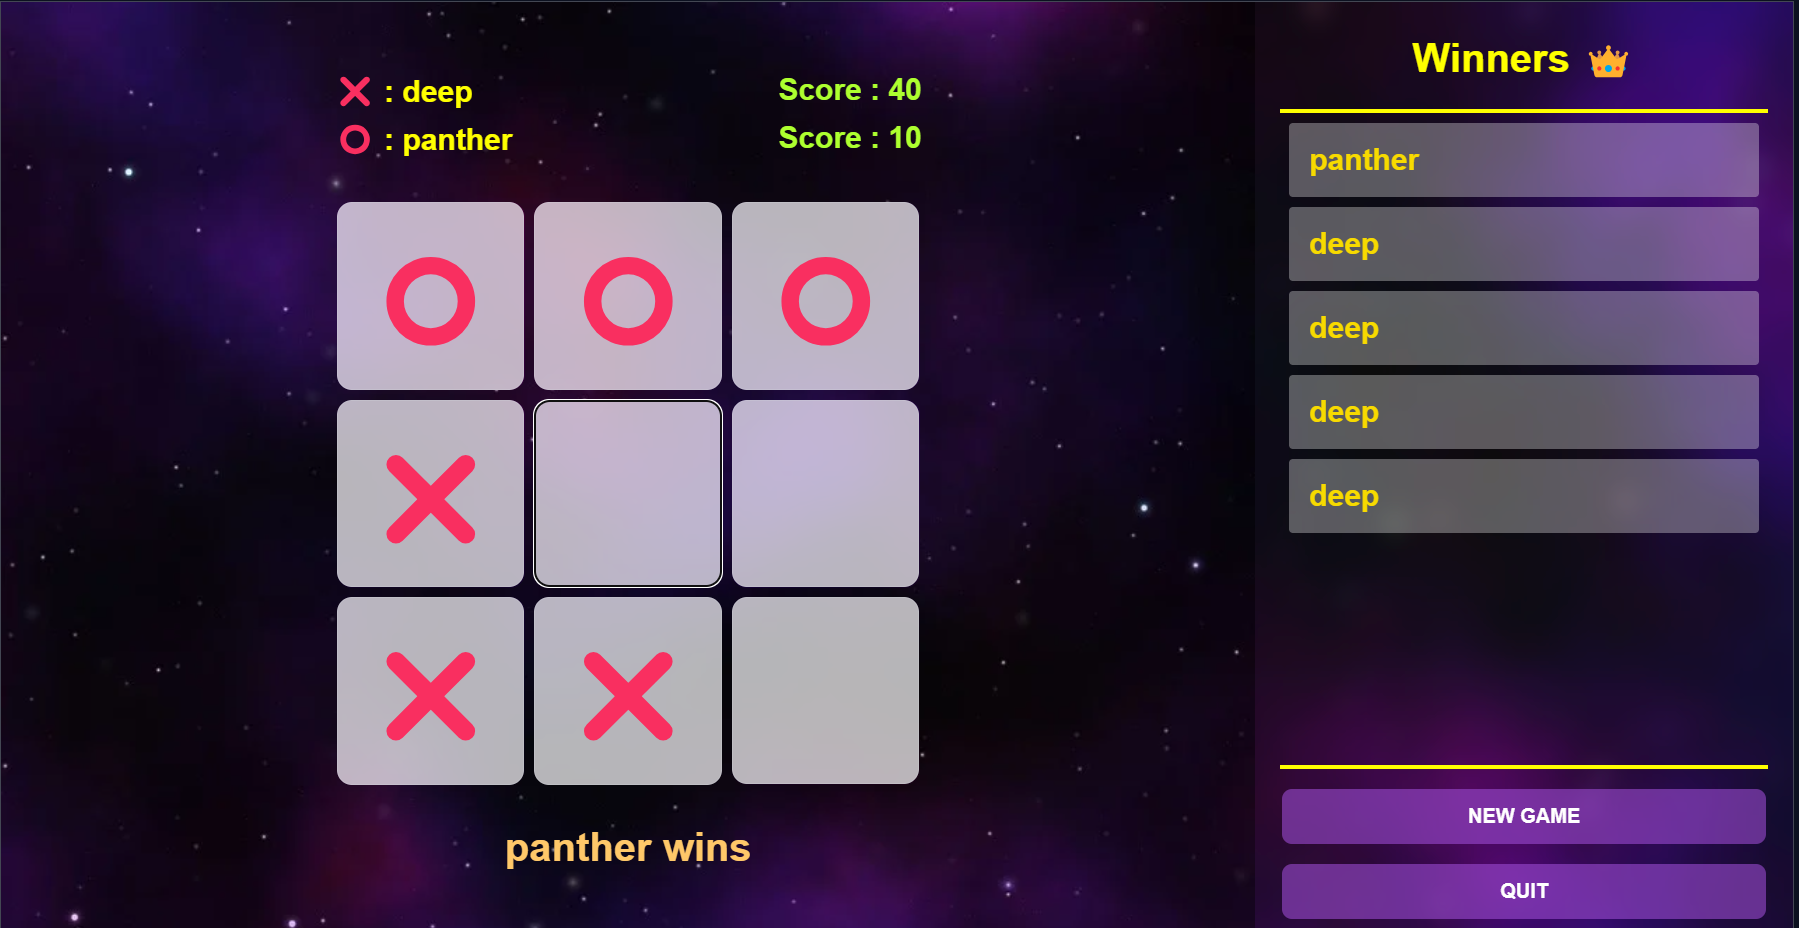 : deep
Score : 40
: panther
Score : 10
panther wins
Winners
panther
deep
deep
deep
deep
NEW GAME
QUIT